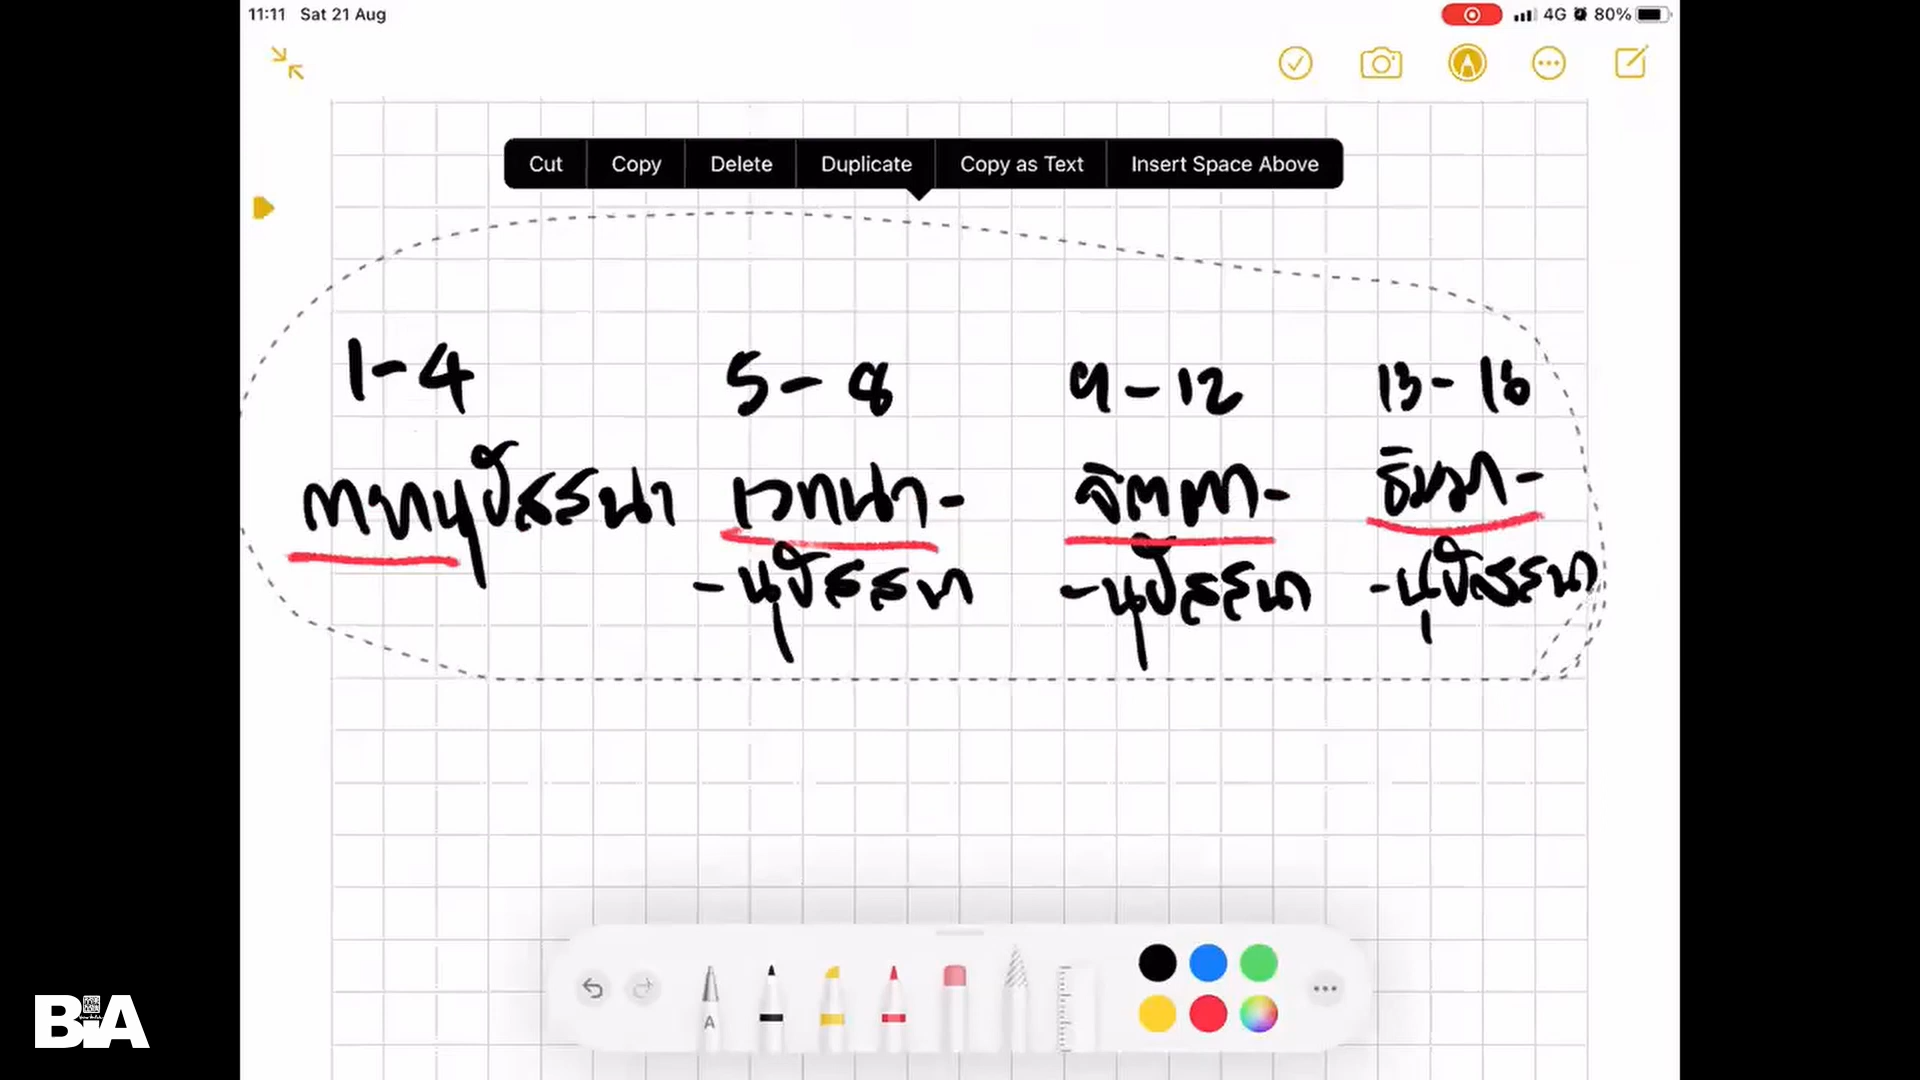 11:11 Sat 21 Aug
4G 80%
Cut Copy Delete Duplicate Copy as Text Insert Space Above
1-4 5-8 9-12 13-16
กายานุปัสสนา เวทนา- จิตตา- ธัมมา-
-นุปัสสนา -นุปัสสนา -นุปัสสนา
A
BIA